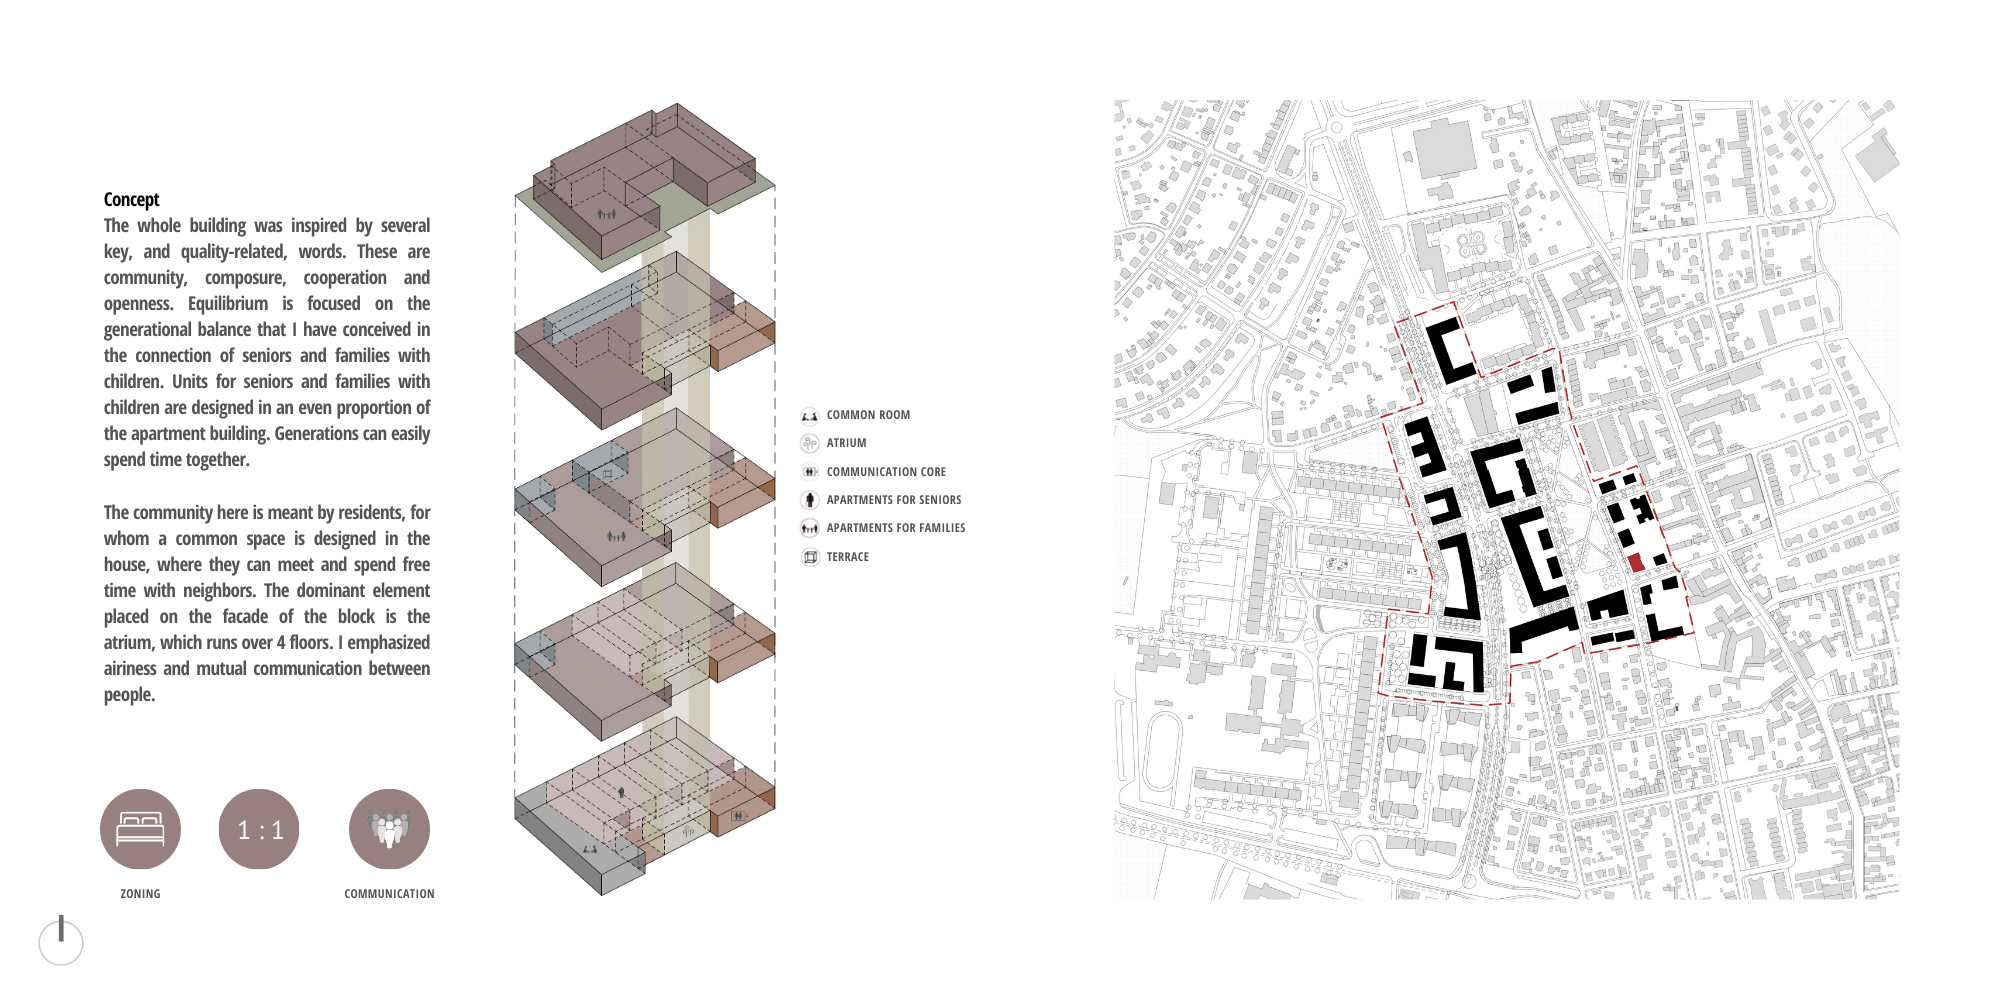 Concept
The whole building was inspired by several
key, and quality-related, words. These are
community, composure, cooperation and
openness. Equilibrium is focused on the
generational balance that I have conceived in
the connection of seniors and families with
children. Units for seniors and families with
children are designed in an even proportion of
the apartment building. Generations can easily
spend time together.
The community here is meant by residents, for
whom a common space is designed in the
house, where they can meet and spend free
time with neighbors. The dominant element
placed on the facade of the block is the
atrium, which runs over 4 floors. I emphasized
airiness and mutual communication between
people.
1 : 1
ZONING
COMMUNICATION
COMMON ROOM
ATRIUM
COMMUNICATION CORE
APARTMENTS FOR SENIORS
APARTMENTS FOR FAMILIES
TERRACE